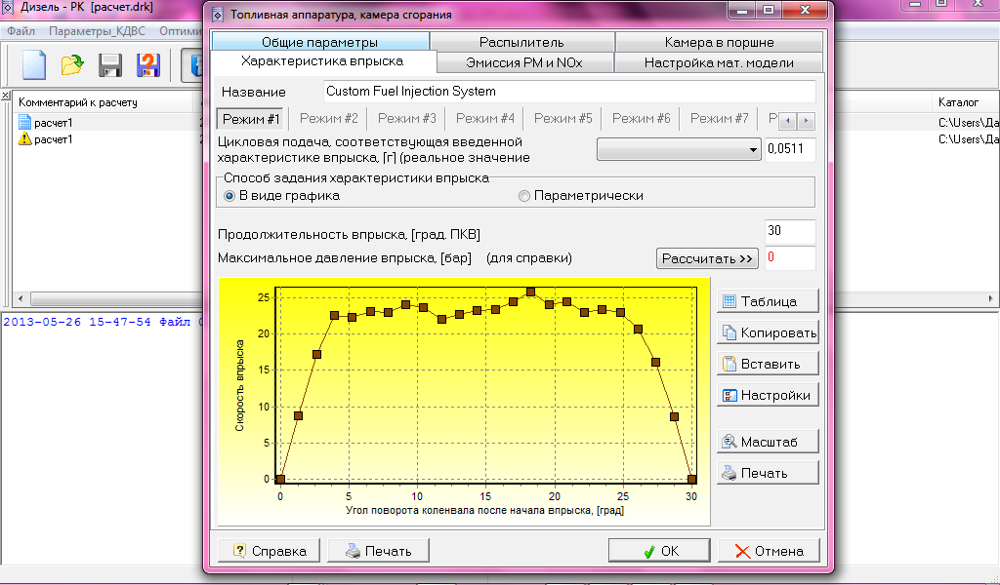 Дизель - РК [расчет.drk]
Файл Параметры_КДВС
Комментарий к расчету
расчет1
расчет1
Каталог
C:\Users\Да
C:\Users\Да
2013-05-26 15-47-54 Файл
Топливная аппаратура, камера сгорания
Общие параметры Распылитель Камера в поршне
Характеристика впрыска Эмиссия PM и NOx Настройка мат. модели
Название Custom Fuel Injection System
Режим #1 Режим #2 Режим #3 Режим #4 Режим #5 Режим #6 Режим #7
Цикловая подача, соответствующая введенной
характеристике впрыска, [г] (реальное значение
0,0511
Способ задания характеристики впрыска
В виде графика Параметрически
Продолжительность впрыска, [град. ПКВ] 30
Максимальное давление впрыска, [бар] (для справки) Рассчитать >> 0
Скорость впрыска
25
20
15
10
5
0
0 5 10 15 20 25 30
Угол поворота коленвала после начала впрыска, [град]
Таблица
Копировать
Вставить
Настройки
Масштаб
Печать
Справка Печать OK Отмена